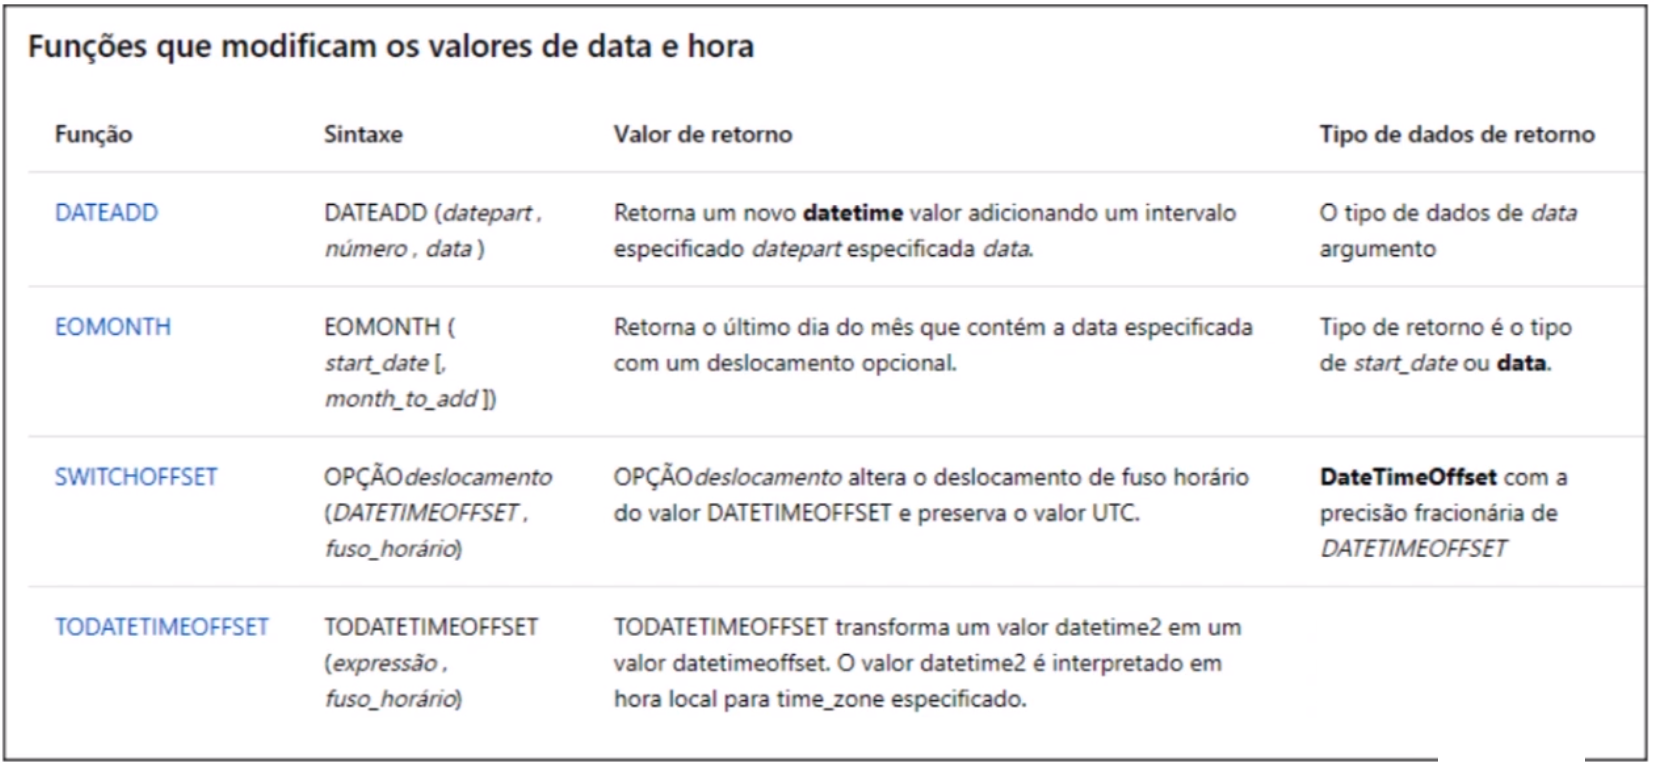 Funções que modificam os valores de data e hora
Função Sintaxe Valor de retorno Tipo de dados de retorno
DATEADD DATEADD (datepart , Retorna um novo datetime valor adicionando um intervalo O tipo de dados de data
número , data ) especificado datepart especificada data. argumento
EOMONTH EOMONTH ( Retorna o último dia do mês que contém a data especificada Tipo de retorno é o tipo
start_date [, com um deslocamento opcional. de start_date ou data.
month_to_add ])
SWITCHOFFSET OPÇÃOdeslocamento OPÇÃOdeslocamento altera o deslocamento de fuso horário DateTimeOffset com a
(DATETIMEOFFSET , do valor DATETIMEOFFSET e preserva o valor UTC. precisão fracionária de
fuso_horário) DATETIMEOFFSET
TODATETIMEOFFSET TODATETIMEOFFSET TODATETIMEOFFSET transforma um valor datetime2 em um
(expressão , valor datetimeoffset. O valor datetime2 é interpretado em
fuso_horário) hora local para time_zone especificado.